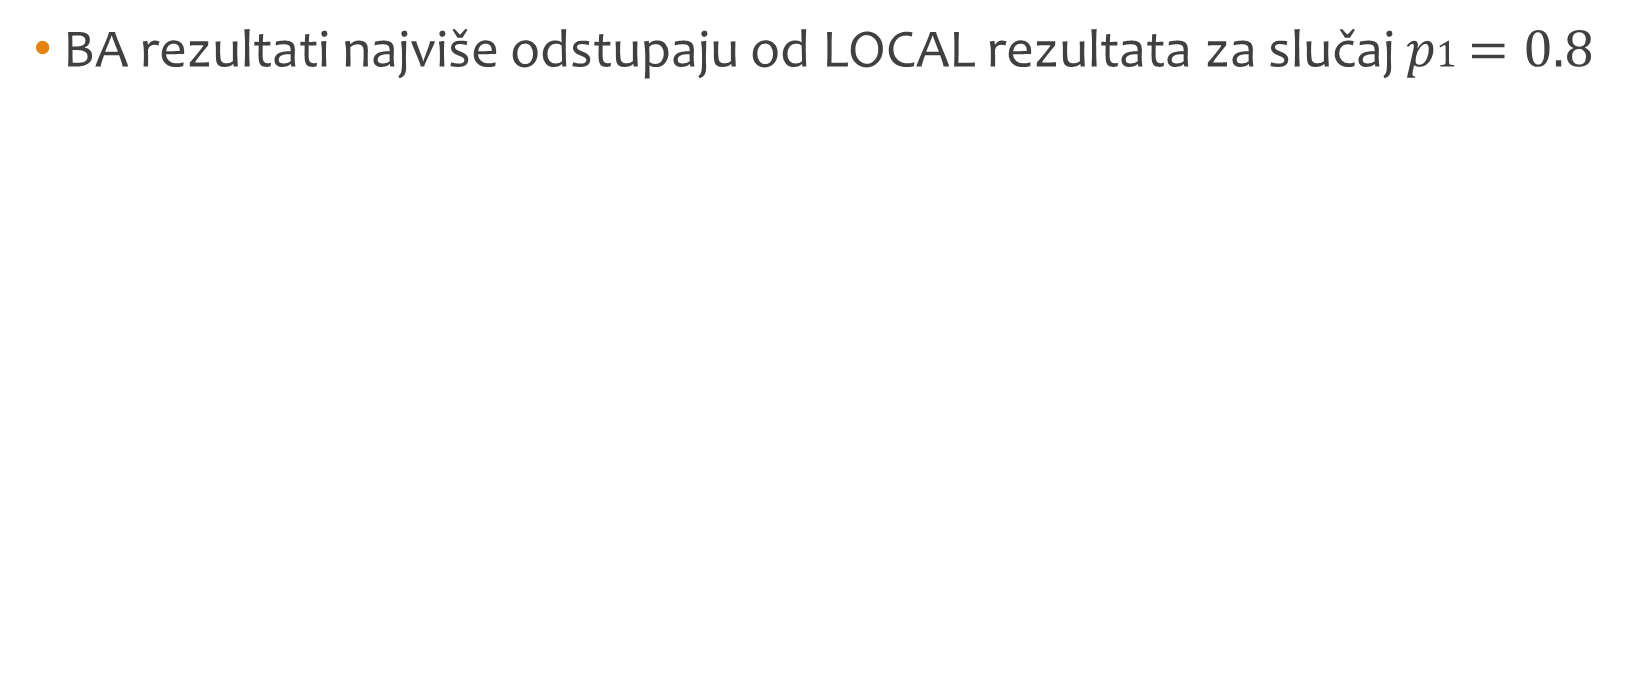 • BA rezultati najviše odstupaju od LOCAL rezultata za slučaj p1 = 0.8